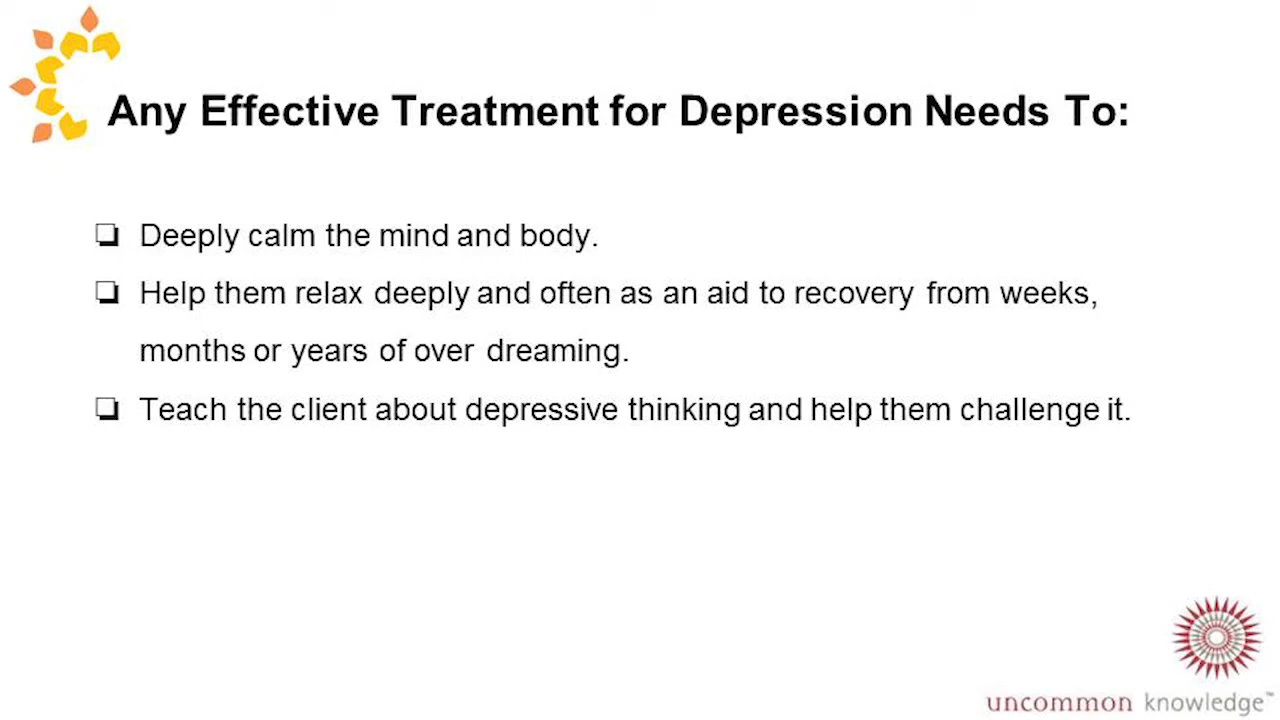 Any Effective Treatment for Depression Needs To:
❏ Deeply calm the mind and body.
❏ Help them relax deeply and often as an aid to recovery from weeks,
months or years of over dreaming.
❏ Teach the client about depressive thinking and help them challenge it.
uncommon knowledge™